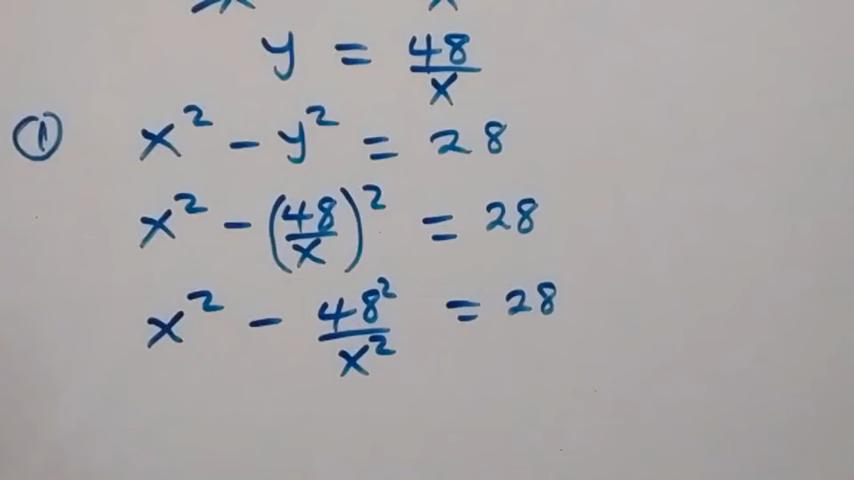 y = 48/x
① x² - y² = 28
x² - (48/x)² = 28
x² - 48²/x² = 28